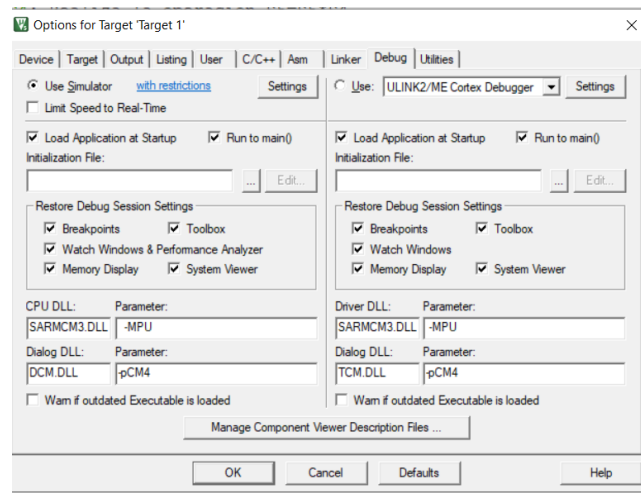 Options for Target 'Target 1'
Device Target Output Listing User C/C++ Asm Linker Debug Utilities
Use Simulator with restrictions Settings
Limit Speed to Real-Time
Load Application at Startup Run to main()
Initialization File:
... Edit...
Restore Debug Session Settings
Breakpoints Toolbox
Watch Windows & Performance Analyzer
Memory Display System Viewer
CPU DLL: Parameter:
SARMCM3.DLL -MPU
Dialog DLL: Parameter:
DCM.DLL -pCM4
Warn if outdated Executable is loaded
Use: ULINK2/ME Cortex Debugger Settings
Load Application at Startup Run to main()
Initialization File:
... Edit...
Restore Debug Session Settings
Breakpoints Toolbox
Watch Windows
Memory Display System Viewer
Driver DLL: Parameter:
SARMCM3.DLL -MPU
Dialog DLL: Parameter:
TCM.DLL -pCM4
Warn if outdated Executable is loaded
Manage Component Viewer Description Files ...
OK Cancel Defaults Help